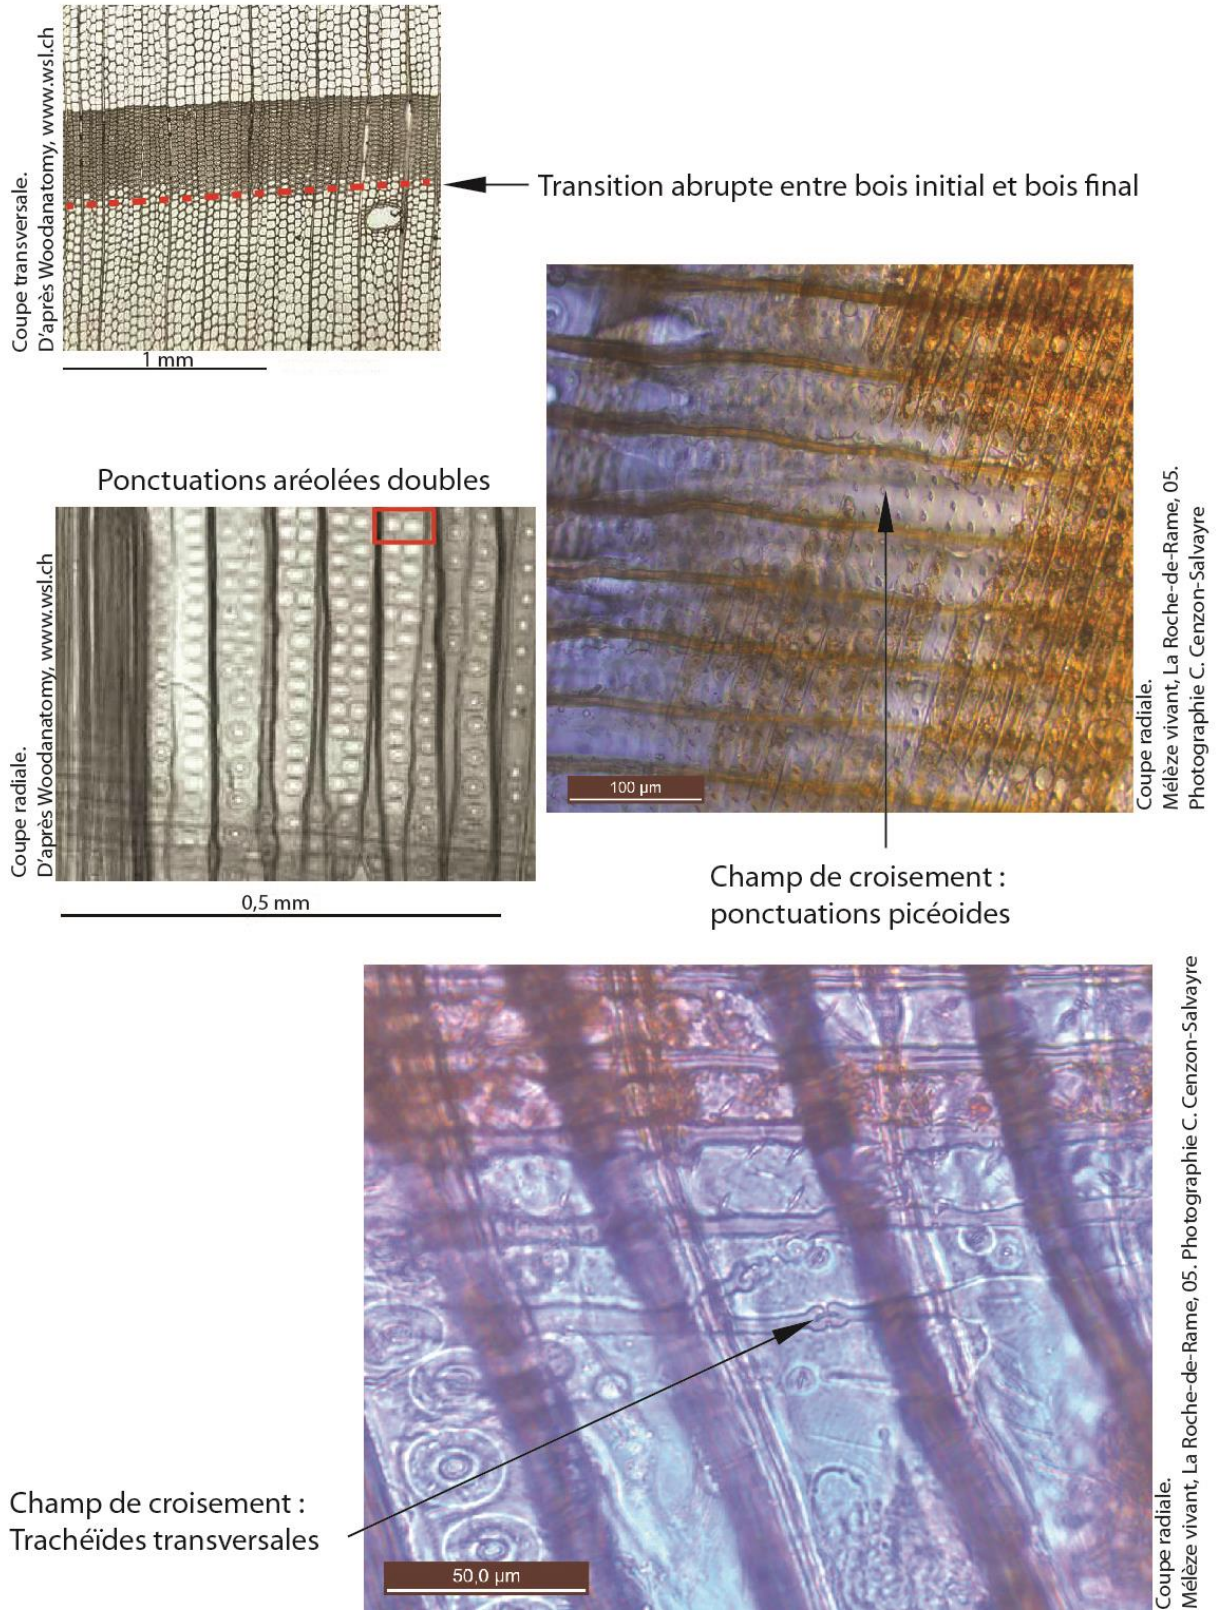 Coupe transversale.
D'après Woodanatomy, www.wsl.ch
1 mm
Transition abrupte entre bois initial et bois final
Ponctuations aréolées doubles
Coupe radiale.
D'après Woodanatomy, www.wsl.ch
0,5 mm
100 µm
Coupe radiale.
Mélèze vivant, La Roche-de-Rame, 05.
Photographie C. Cenzon-Salvayre
Champ de croisement :
ponctuations picéoides
Champ de croisement :
Trachéïdes transversales
50,0 µm
Coupe radiale.
Mélèze vivant, La Roche-de-Rame, 05. Photographie C. Cenzon-Salvayre